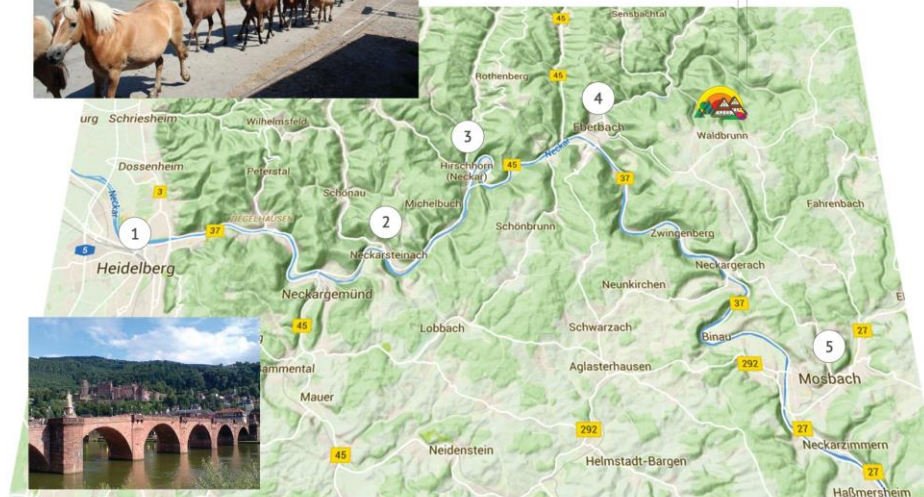 45
Sensbachtal
Rothenberg
45
4
urg Schriesheim
Wilhelmsfeld
Eberbach
Waldbrunn
3
Neckar
Dossenheim
Hirschhorn
(Neckar)
45
Peterstal
37
3
Schönau
Michelbuch
Fahrenbach
Neckar
2
ZIEGELHAUSEN
Schönbrunn
1
37
Zwingenberg
5
Neckarsteinach
Heidelberg
Neckargerach
Neckargemünd
Neunkirchen
37
45
Lobbach
Schwarzach
27
Binau
5
292
ammental
Aglasterhausen
Mosbach
Mauer
292
27
Neckarzimmern
45
Neidenstein
Helmstadt-Bargen
27
Haßmersheim